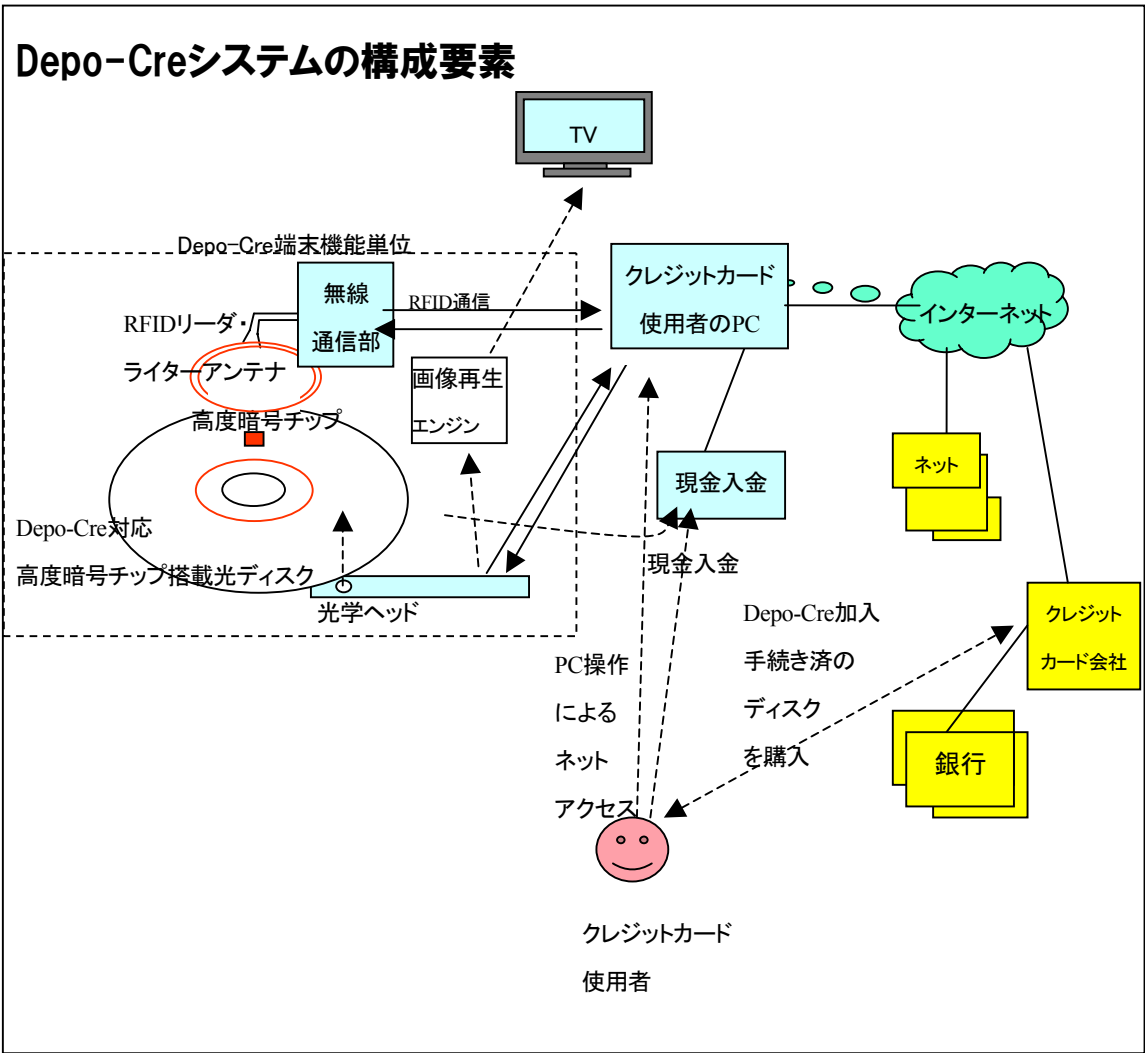 Depo-Creシステムの構成要素
TV
Depo-Cre端末機能単位
無線
通信部
RFID通信
RFIDリーダ・
ライターアンテナ
高度暗号チップ
画像再生
エンジン
クレジットカード
使用者のPC
インターネット
ネット
現金入金
現金入金
Depo-Cre対応
高度暗号チップ搭載光ディスク
光学ヘッド
PC操作
による
ネット
アクセス
Depo-Cre加入
手続き済の
ディスク
を購入
クレジット
カード会社
銀行
クレジットカード
使用者